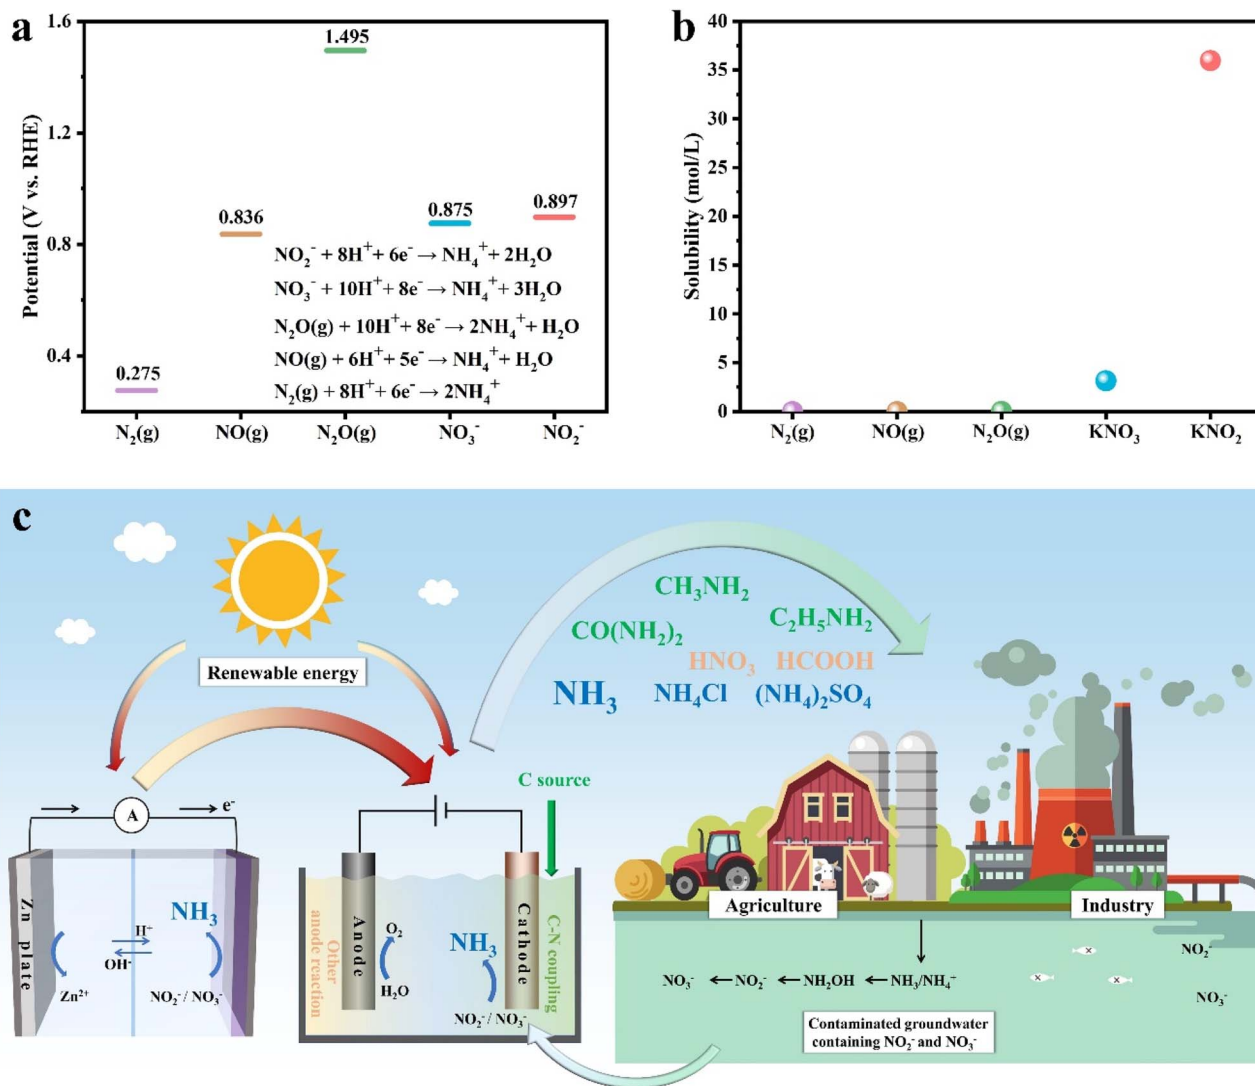 a
1.6
1.2
0.8
0.4
Potential (V vs. RHE)
0.275
0.836
1.495
0.875
0.897
NO₂⁻ + 8H⁺ + 6e⁻ → NH₄⁺ + 2H₂O
NO₃⁻ + 10H⁺ + 8e⁻ → NH₄⁺ + 3H₂O
N₂O(g) + 10H⁺ + 8e⁻ → 2NH₄⁺ + H₂O
NO(g) + 6H⁺ + 5e⁻ → NH₄⁺ + H₂O
N₂(g) + 8H⁺ + 6e⁻ → 2NH₄⁺
N₂(g) NO(g) N₂O(g) NO₃⁻ NO₂⁻
b
40
35
30
25
20
15
10
5
0
Solubility (mol/L)
N₂(g) NO(g) N₂O(g) KNO₃ KNO₂
c
Renewable energy
CH₃NH₂
CO(NH₂)₂ C₂H₅NH₂
HNO₃ HCOOH
NH₃ NH₄Cl (NH₄)₂SO₄
A
e⁻
Zn plate
Zn²⁺
H⁺
OH⁻
NH₃
NO₂⁻/ NO₃⁻
C source
Other
anode reaction
Anode
O₂
H₂O
NH₃
NO₂⁻/ NO₃⁻
Cathode
C-N coupling
Agriculture
Industry
NO₃⁻ ← NO₂⁻ ← NH₂OH ← NH₃/NH₄⁺
NO₂⁻
NO₃⁻
Contaminated groundwater
containing NO₂⁻ and NO₃⁻